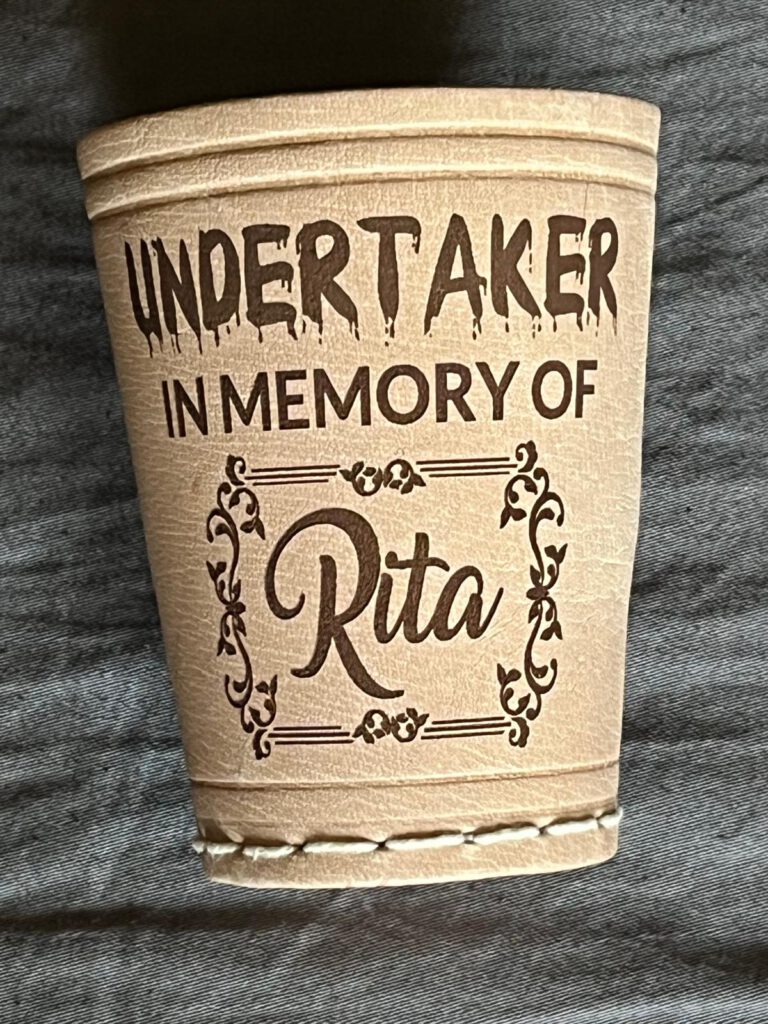 UNDERTAKER
IN MEMORY OF
Rita